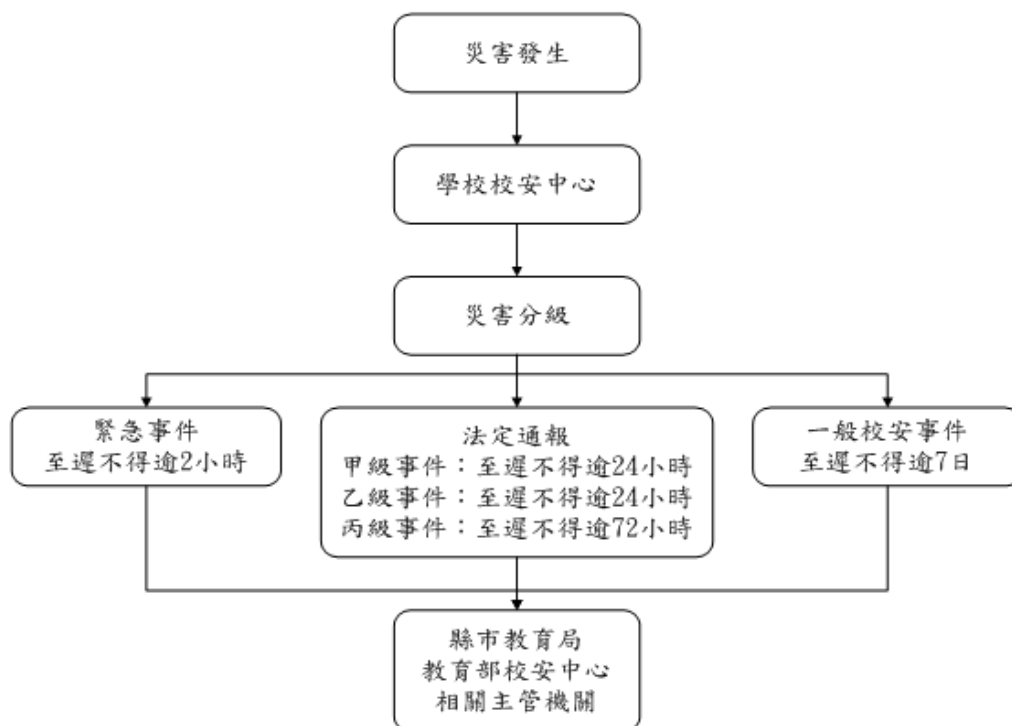 災害發生
學校校安中心
災害分級
緊急事件
至遲不得逾2小時
法定通報
甲級事件：至遲不得逾24小時
乙級事件：至遲不得逾24小時
丙級事件：至遲不得逾72小時
一般校安事件
至遲不得逾7日
縣市教育局
教育部校安中心
相關主管機關